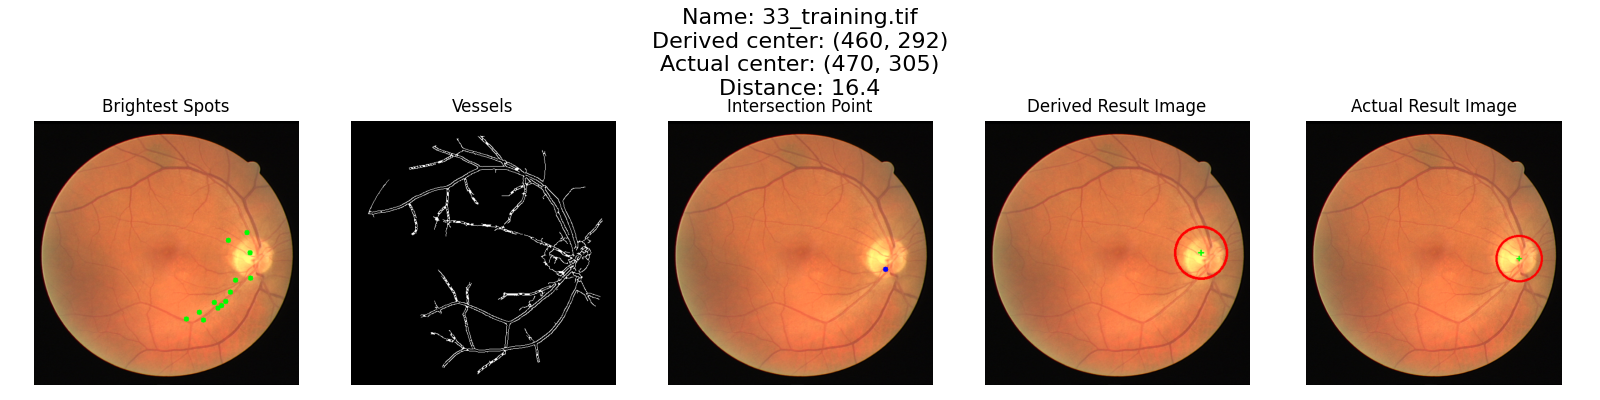 Name: 33_training.tif
Derived center: (460, 292)
Actual center: (470, 305)
Distance: 16.4
Brightest Spots
Vessels
Intersection Point
Derived Result Image
Actual Result Image